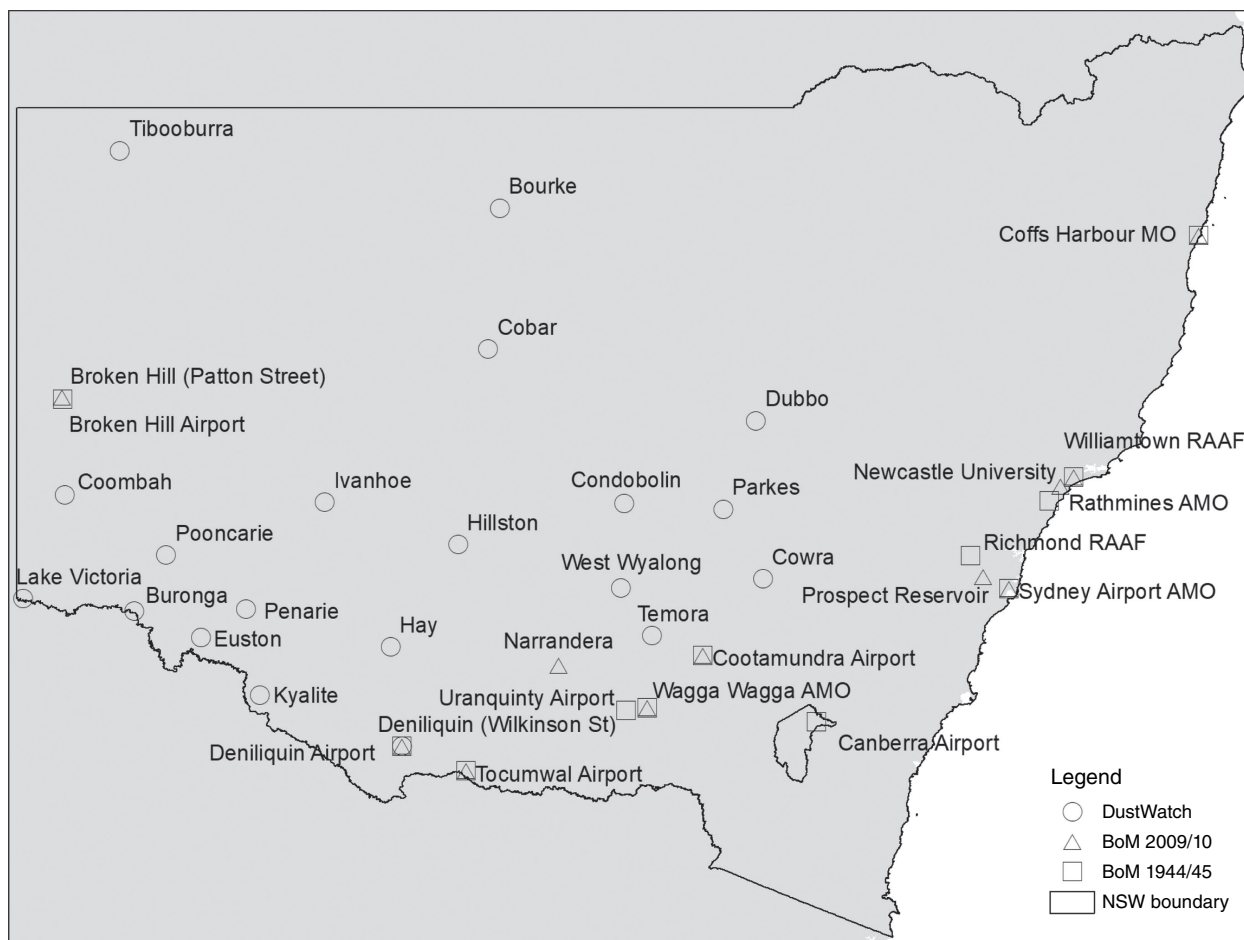 Tibooburra
Bourke
Coffs Harbour MO
Cobar
Broken Hill (Patton Street)
Broken Hill Airport
Dubbo
Williamtown RAAF
Newcastle University
Rathmines AMO
Coombah
Ivanhoe
Condobolin
Parkes
Hillston
Pooncarie
Richmond RAAF
West Wyalong
Cowra
Lake Victoria
Prospect Reservoir
Sydney Airport AMO
Buronga
Penarie
Temora
Euston
Hay
Narrandera
Cootamundra Airport
Kyalite
Uranquinty Airport
Wagga Wagga AMO
Deniliquin (Wilkinson St)
Deniliquin Airport
Canberra Airport
Tocumwal Airport
Legend
DustWatch
BoM 2009/10
BoM 1944/45
NSW boundary